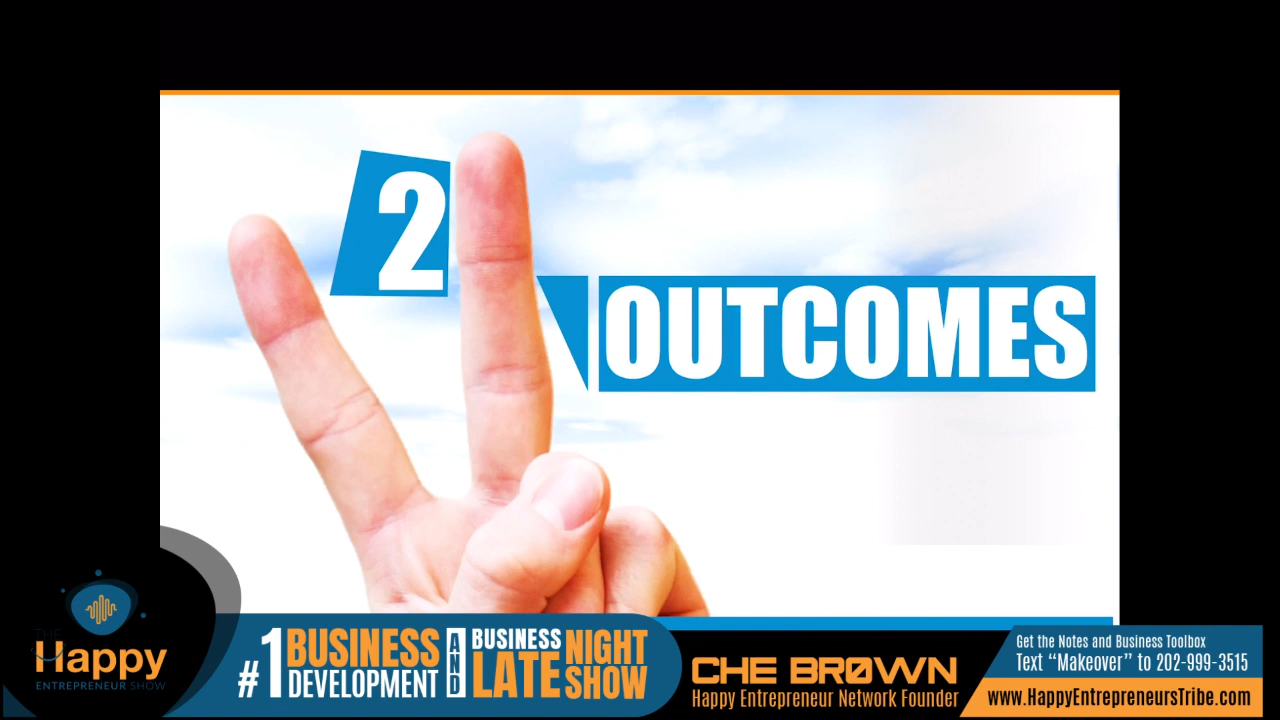 2
OUTCOMES
THE
Happy
ENTREPRENEUR SHOW
#1 BUSINESS DEVELOPMENT AND BUSINESS LATE NIGHT SHOW
CHE BRØWN
Happy Entrepreneur Network Founder
Get the Notes and Business Toolbox
Text “Makeover” to 202-999-3515
www.HappyEntrepreneursTribe.com